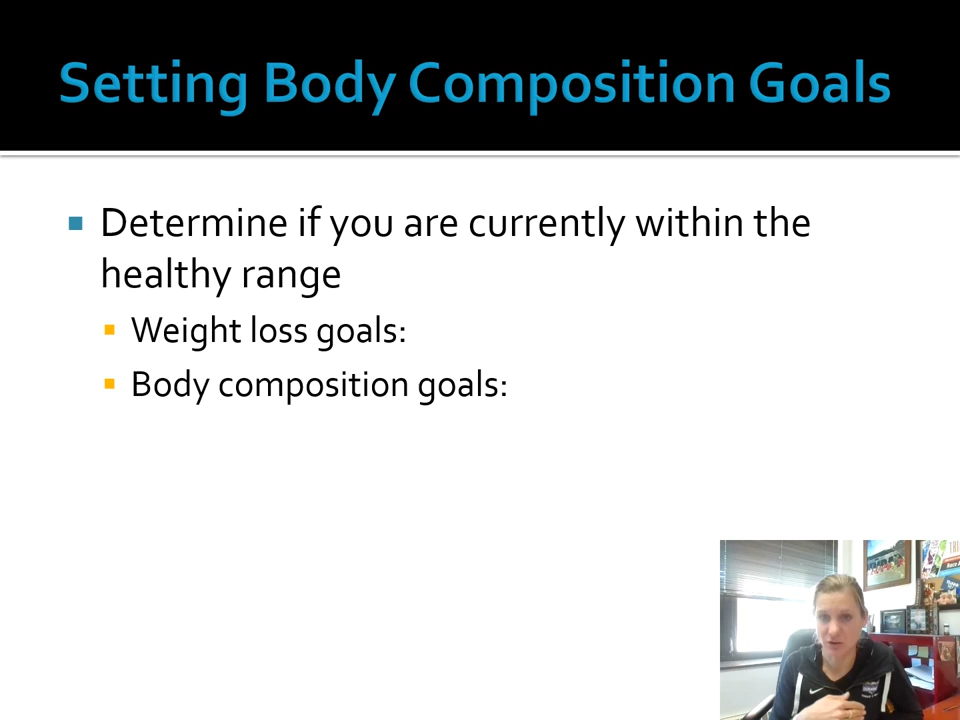 Setting Body Composition Goals
Determine if you are currently within the
healthy range
Weight loss goals:
Body composition goals: